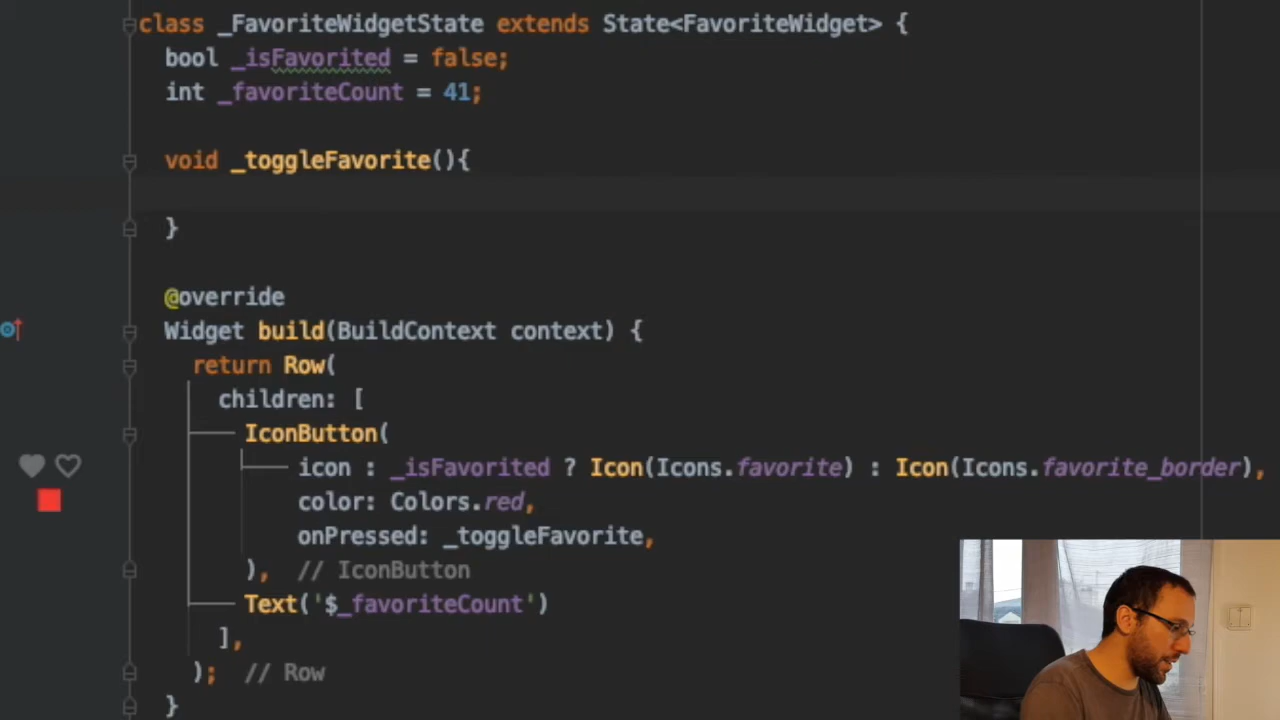 class _FavoriteWidgetState extends State<FavoriteWidget> {
bool _isFavorited = false;
int _favoriteCount = 41;
void _toggleFavorite(){
}
@override
Widget build(BuildContext context) {
return Row(
children: [
IconButton(
icon : _isFavorited ? Icon(Icons.favorite) : Icon(Icons.favorite_border),
color: Colors.red,
onPressed: _toggleFavorite,
), // IconButton
Text('$_favoriteCount')
],
); // Row
}